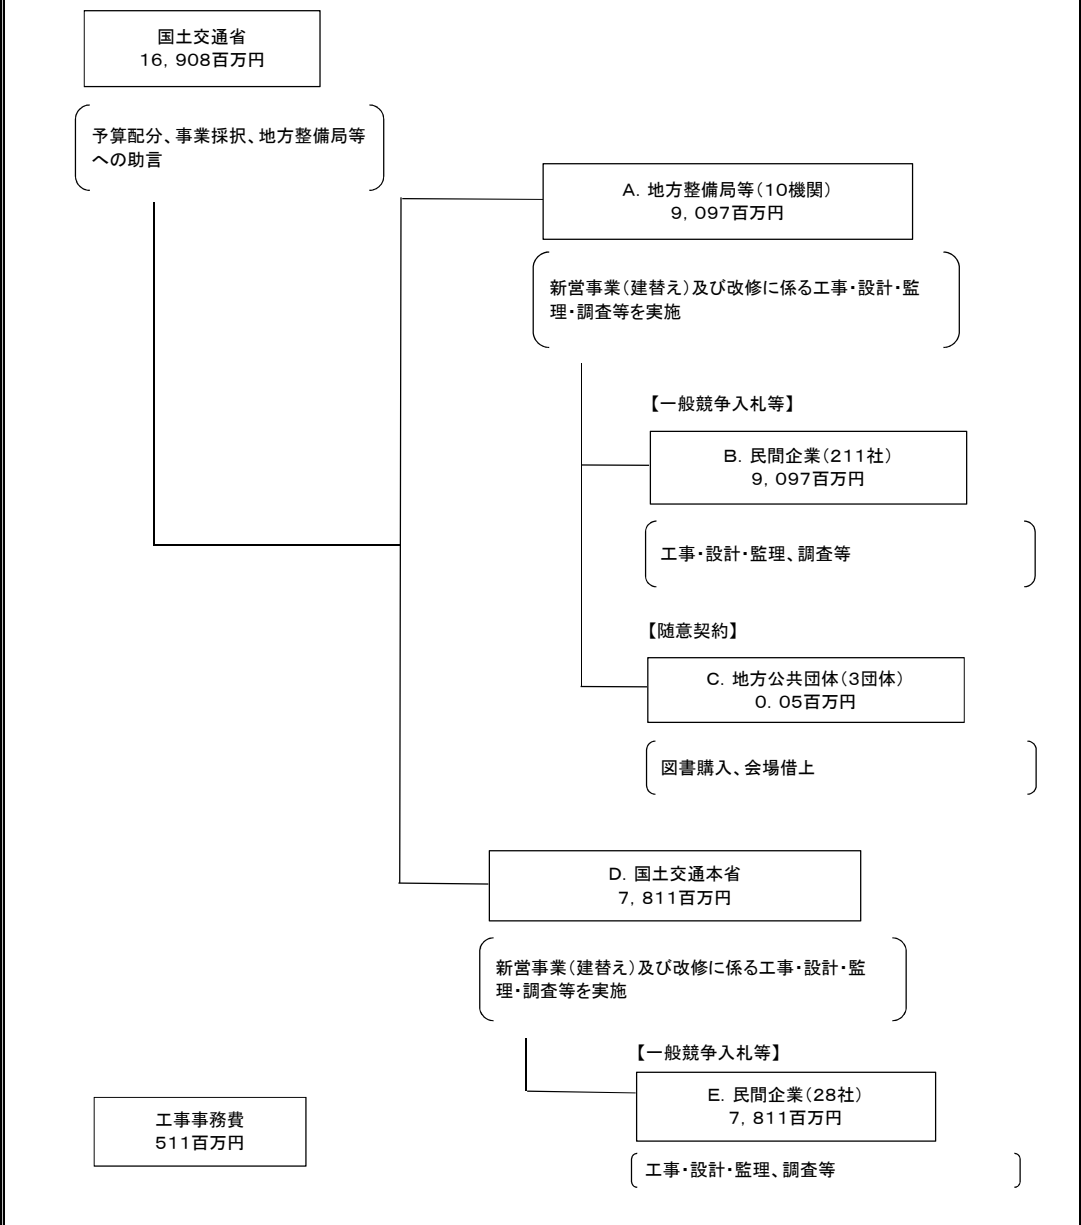 国土交通省
16，908百万円
予算配分、事業採択、地方整備局等
への助言
A．地方整備局等（10機関）
9，097百万円
新営事業（建替え）及び改修に係る工事・設計・監
理・調査等を実施
【一般競争入札等】
B．民間企業（211社）
9，097百万円
工事・設計・監理、調査等
【随意契約】
C．地方公共団体（3団体）
0．05百万円
図書購入、会場借上
D．国土交通本省
7，811百万円
新営事業（建替え）及び改修に係る工事・設計・監
理・調査等を実施
【一般競争入札等】
E．民間企業（28社）
7，811百万円
工事・設計・監理、調査等
工事事務費
511百万円